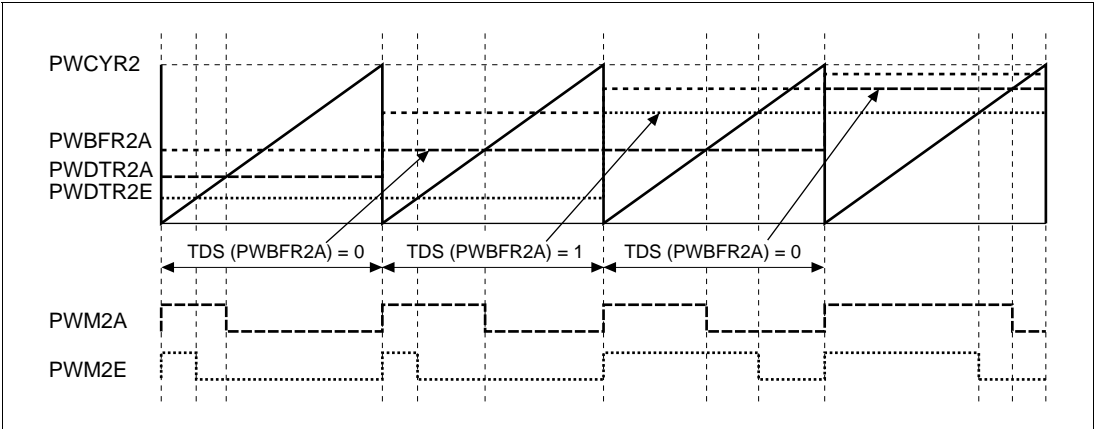 PWCYR2
PWBFR2A
PWDTR2A
PWDTR2E
TDS (PWBFR2A) = 0 TDS (PWBFR2A) = 1 TDS (PWBFR2A) = 0
PWM2A
PWM2E